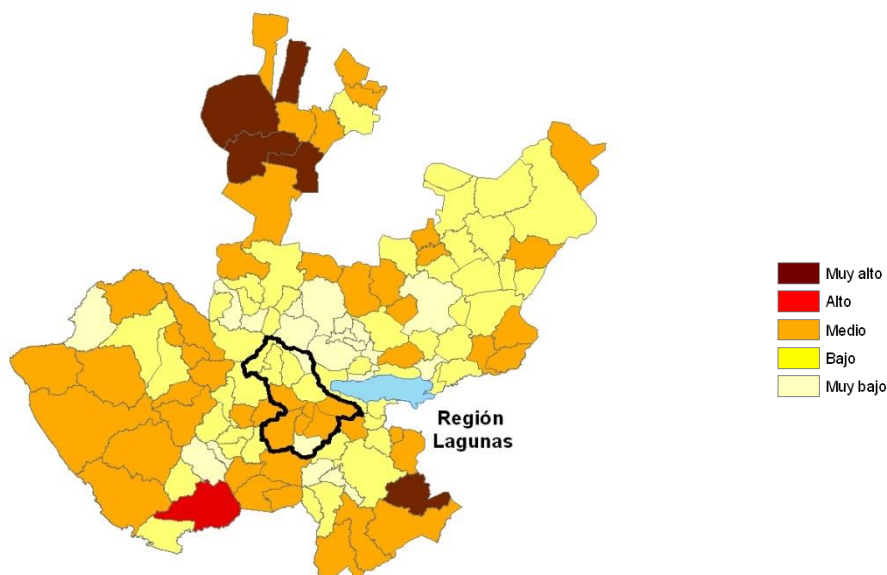 Muy alto
Alto
Medio
Bajo
Muy bajo
Región
Lagunas